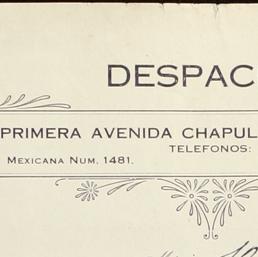 DESPAC
PRIMERA AVENIDA CHAPUL
TELEFONOS:
MEXICANA NUM. 1481.